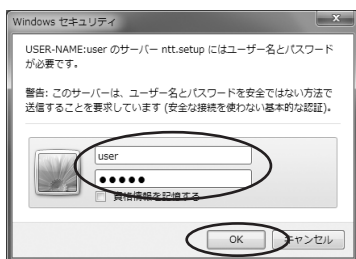 Windows セキュリティ
USER-NAME:user のサーバー ntt.setup にはユーザー名とパスワード
が必要です。
警告: このサーバーは、ユーザー名とパスワードを安全ではない方法で
送信することを要求しています (安全な接続を使わない基本的な認証)。
user
●●●●●
資格情報を記憶する
OK
キャンセル